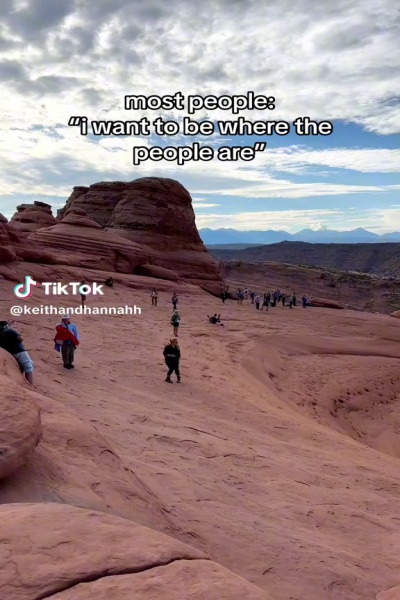 most people:
"i want to be where the
people are"
TikTok
@keithandhannahh